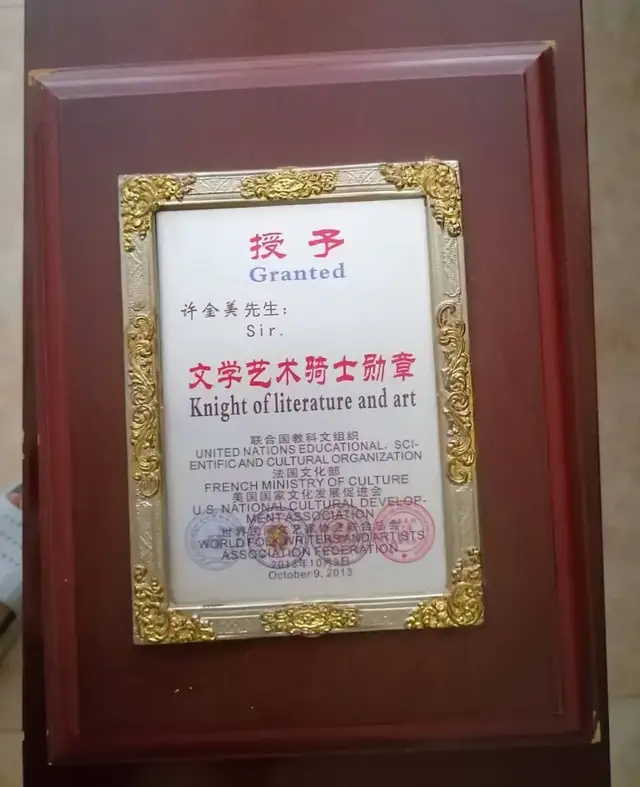 授予
Granted
许金美先生：
Sir.
文学艺术骑士勋章
Knight of literature and art
联合国教科文组织
UNITED NATIONS EDUCATIONAL, SCI-
ENTIFIC AND CULTURAL ORGANIZATION
法国文化部
FRENCH MINISTRY OF CULTURE
美国国家文化发展促进会
U.S. NATIONAL CULTURAL DEVELOP-
MENT ASSOCIATION
世界
WORLD FOR WRITERS AND ARTISTS
ASSOCIATION FEDERATION
2013年10月9日
October 9, 2013